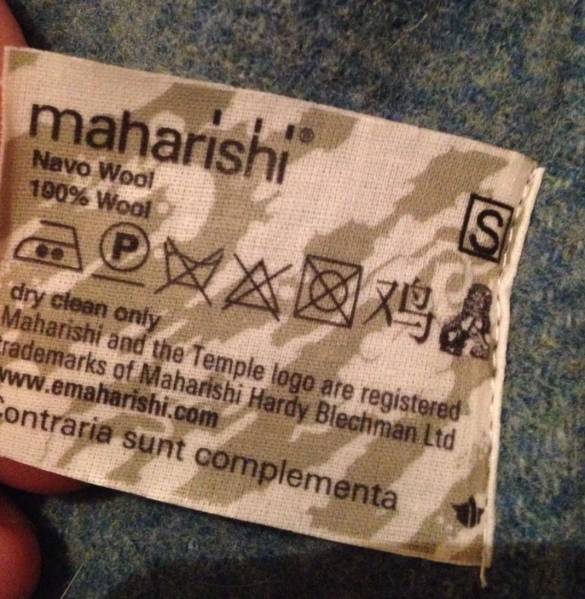 maharishi®
Navo Wool
100% Wool
S
P
鸡
dry clean only
Maharishi and the Temple logo are registered
trademarks of Maharishi Hardy Blechman Ltd
www.emaharishi.com
Contraria sunt complementa